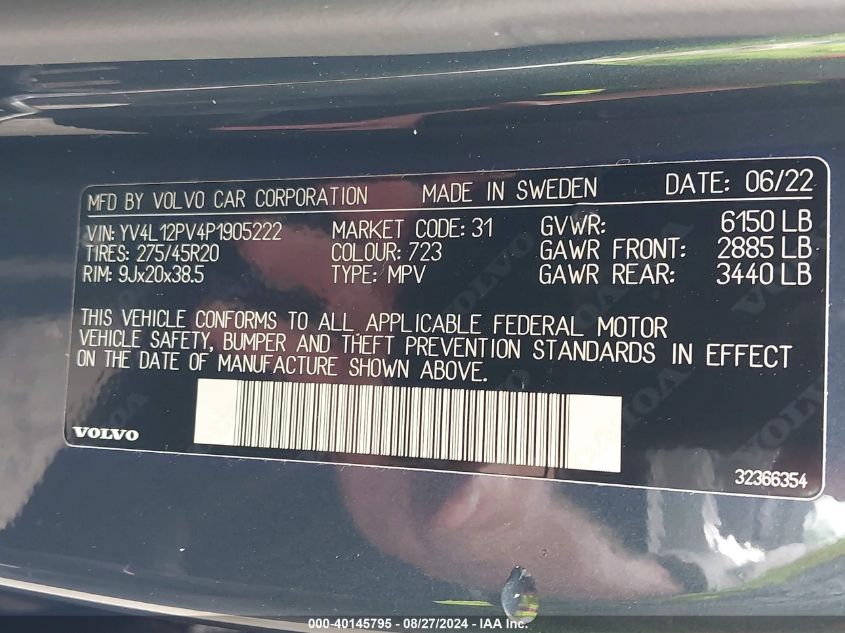 MFD BY VOLVO CAR CORPORATION MADE IN SWEDEN DATE: 06/22
VIN: YV4L12PV4P1905222 MARKET CODE: 31 GVWR: 6150 LB
TIRES: 275/45R20 COLOUR: 723 GAWR FRONT: 2885 LB
RIM: 9Jx20x38.5 TYPE: MPV GAWR REAR: 3440 LB
THIS VEHICLE CONFORMS TO ALL APPLICABLE FEDERAL MOTOR
VEHICLE SAFETY, BUMPER AND THEFT PREVENTION STANDARDS IN EFFECT
ON THE DATE OF MANUFACTURE SHOWN ABOVE.
VOLVO
32366354
000-40145795 - 08/27/2024 - IAA Inc.